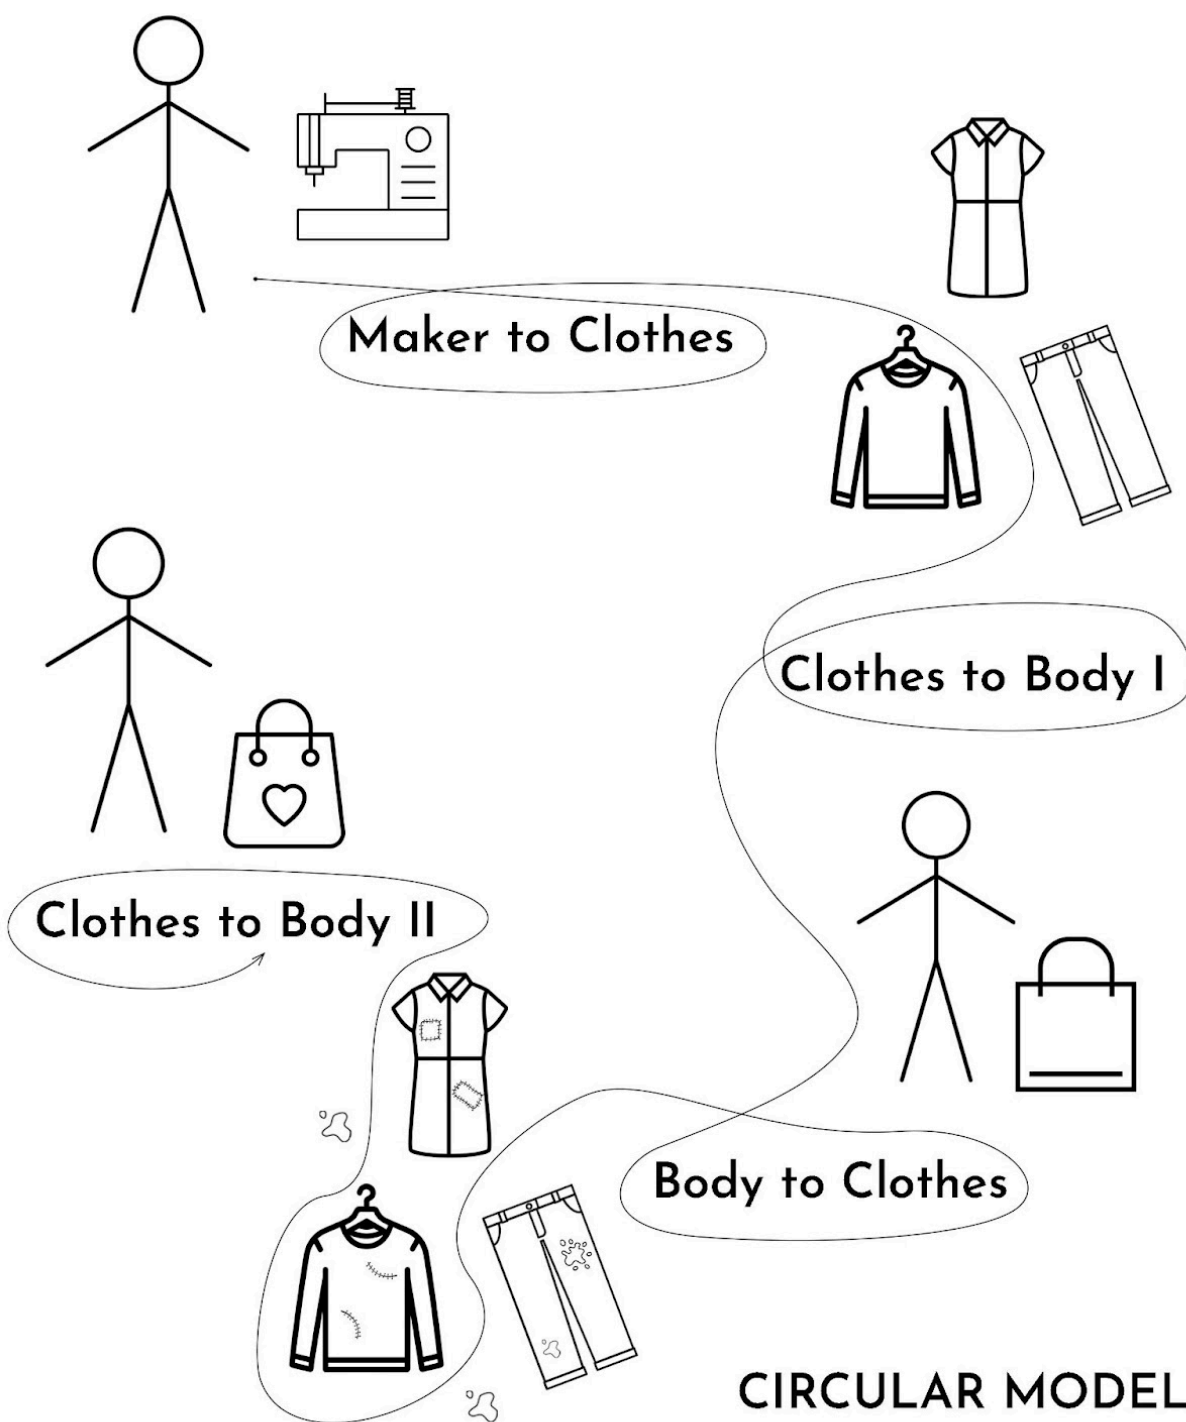 Maker to Clothes
Clothes to Body I
Clothes to Body II
Body to Clothes
CIRCULAR MODEL